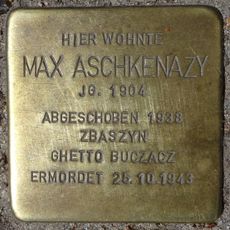 HIER WOHNTE
MAX ASCHKENAZY
JG. 1904
ABGESCHOBEN 1938
ZBASZYN
GHETTO BUCZACZ
ERMORDET 25.10.1943